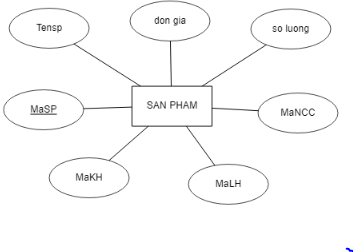 Tensp
don gia
so luong
MaSP
SAN PHAM
MaNCC
MaKH
MaLH